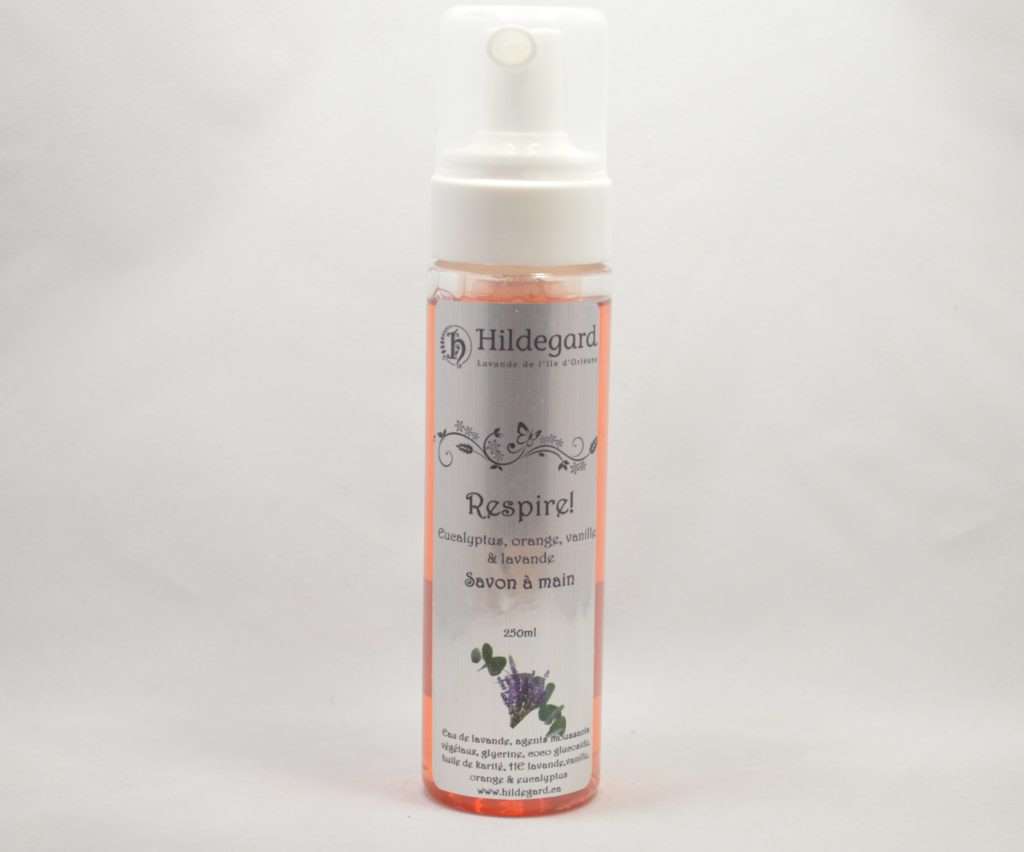 Hildegard
Lavande de l'île d'Orléans
Respire!
Eucalyptus, orange, vanille
& lavande
Savon à main
250ml
Eau de lavande, agents moussants
végétaux, glyerine, coco glucoside,
huile de karité, HE lavande,vanille,
orange & eucalyptus
www.hildegard.ca